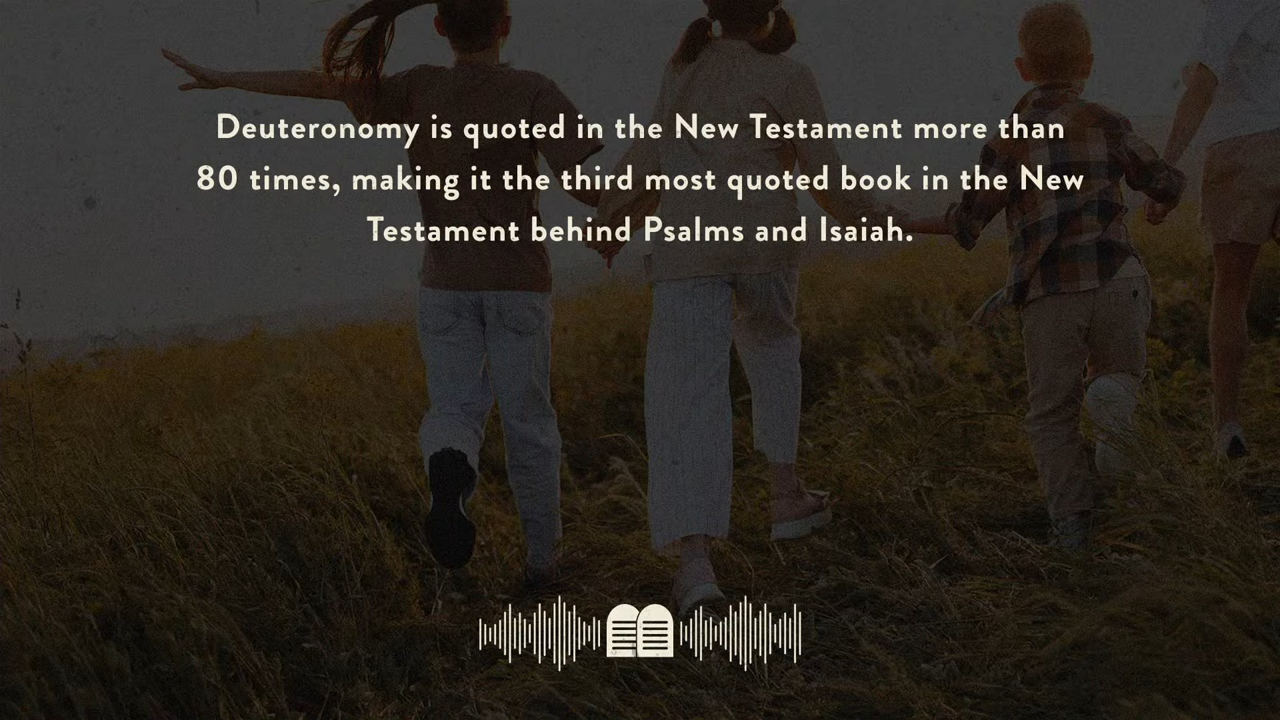 Deuteronomy is quoted in the New Testament more than
80 times, making it the third most quoted book in the New
Testament behind Psalms and Isaiah.